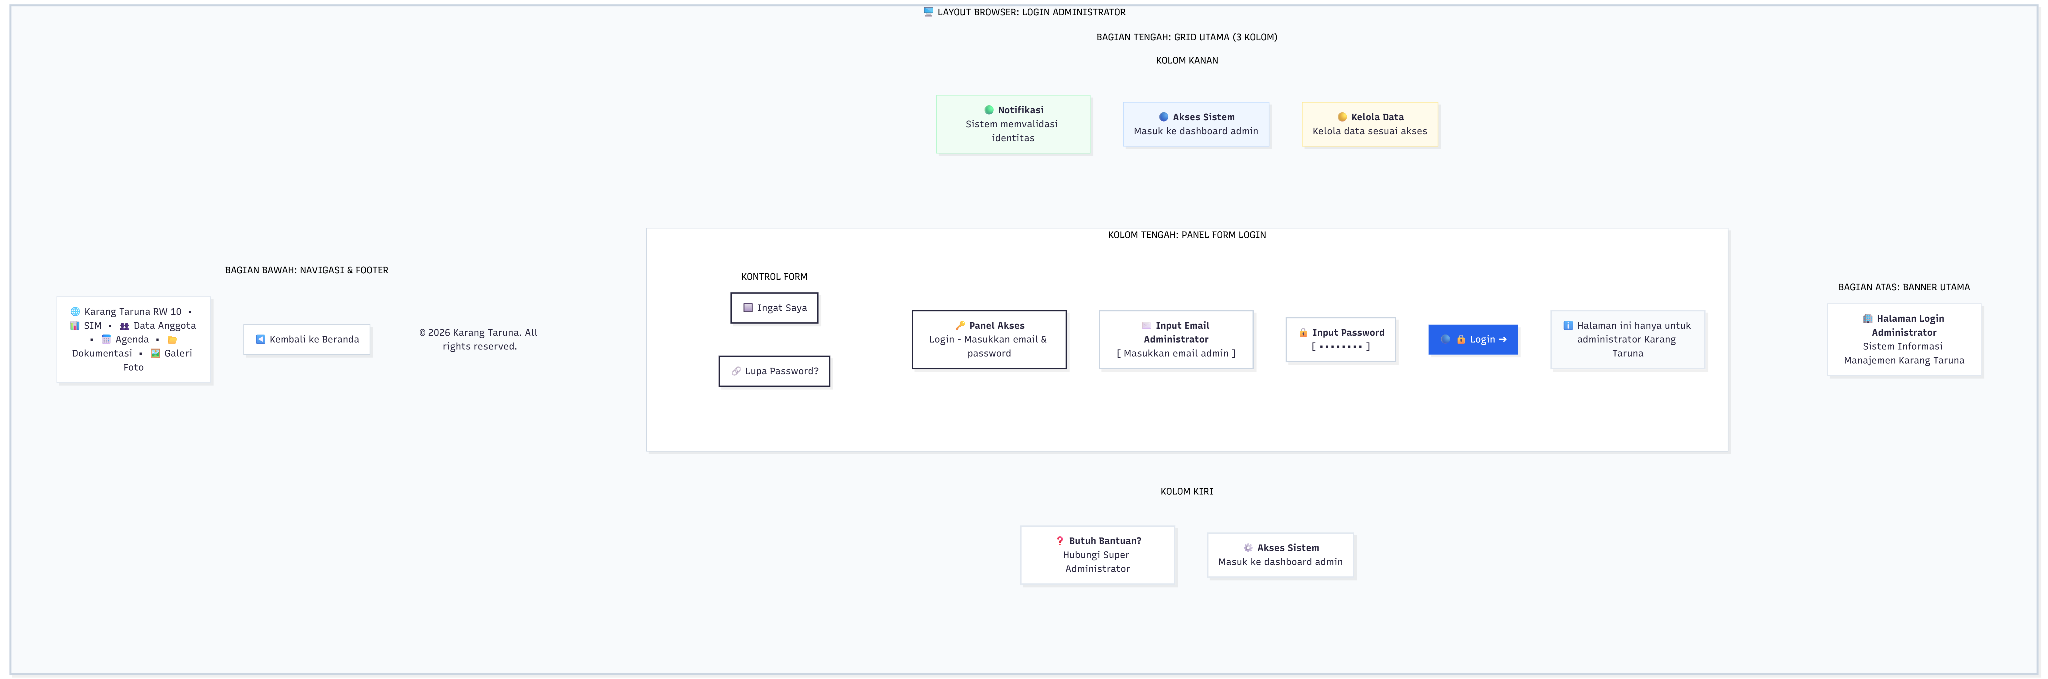 🖥️ LAYOUT BROWSER: LOGIN ADMINISTRATOR
BAGIAN TENGAH: GRID UTAMA (3 KOLOM)
KOLOM KANAN
🟢 Notifikasi
Sistem memvalidasi
identitas
🔵 Akses Sistem
Masuk ke dashboard admin
🟡 Kelola Data
Kelola data sesuai akses
KOLOM TENGAH: PANEL FORM LOGIN
BAGIAN BAWAH: NAVIGASI & FOOTER
🌐 Karang Taruna RW 10 •
📊 SIM • 👥 Data Anggota
• 🗓️ Agenda • 📁
Dokumentasi • 🖼️ Galeri
Foto
◀️ Kembali ke Beranda
© 2026 Karang Taruna. All
rights reserved.
KONTROL FORM
Ingat Saya
🔗 Lupa Password?
🔑 Panel Akses
Login - Masukkan email &
password
✉️ Input Email
Administrator
[ Masukkan email admin ]
🔒 Input Password
[ •••••••• ]
🔵 🔒 Login ➔
ℹ️ Halaman ini hanya untuk
administrator Karang
Taruna
BAGIAN ATAS: BANNER UTAMA
🏢 Halaman Login
Administrator
Sistem Informasi
Manajemen Karang Taruna
KOLOM KIRI
❓ Butuh Bantuan?
Hubungi Super
Administrator
⚙️ Akses Sistem
Masuk ke dashboard admin